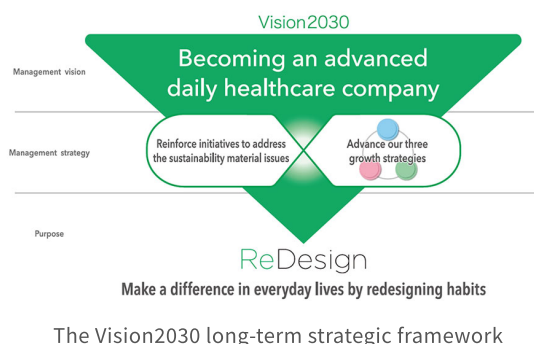 Vision2030
Management vision
Becoming an advanced
daily healthcare company
Management strategy
Reinforce initiatives to address
the sustainability material issues
Advance our three
growth strategies
Purpose
ReDesign
Make a difference in everyday lives by redesigning habits
The Vision2030 long-term strategic framework